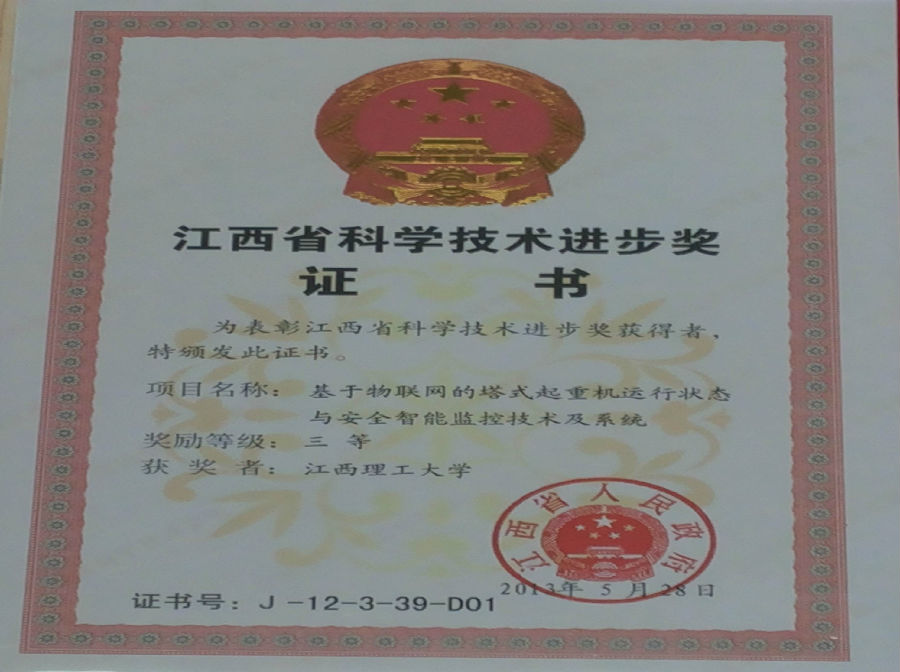 江西省科学技术进步奖
证 书
为表彰江西省科学技术进步奖获得者,
特颁发此证书。
项目名称: 基于物联网的塔式起重机运行状态
与安全智能监控技术及系统
奖励等级: 三 等
获 奖 者: 江西理工大学
江西省人民政府
2013年 5 月 28日
证书号: J -12-3-39-D01